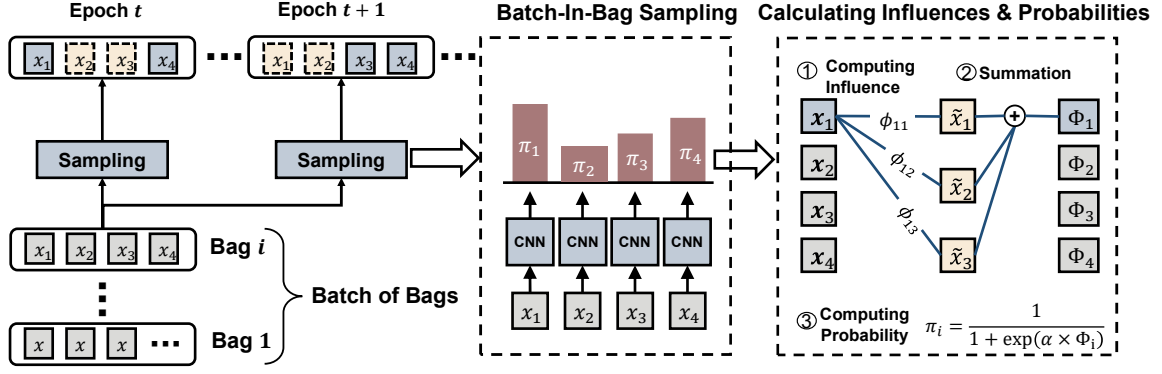 Epoch t
Epoch t + 1
x₁ x₂ x₃ x₄ ••• x₁ x₂ x₃ x₄ •••
Sampling
Sampling
x₁ x₂ x₃ x₄
Bag i
Batch of Bags
x x x •••
Bag 1
Batch-In-Bag Sampling
π₁ π₂ π₃ π₄
CNN CNN CNN CNN
x₁ x₂ x₃ x₄
Calculating Influences & Probabilities
① Computing
Influence
② Summation
x₁ ϕ₁₁ x̃₁ + Φ₁
x₂ ϕ₁₂ x̃₂ Φ₂
x₃ ϕ₁₃ x̃₃ Φ₃
x₄ Φ₄
③ Computing
Probability
πᵢ = 1 / 1 + exp(α × Φᵢ)